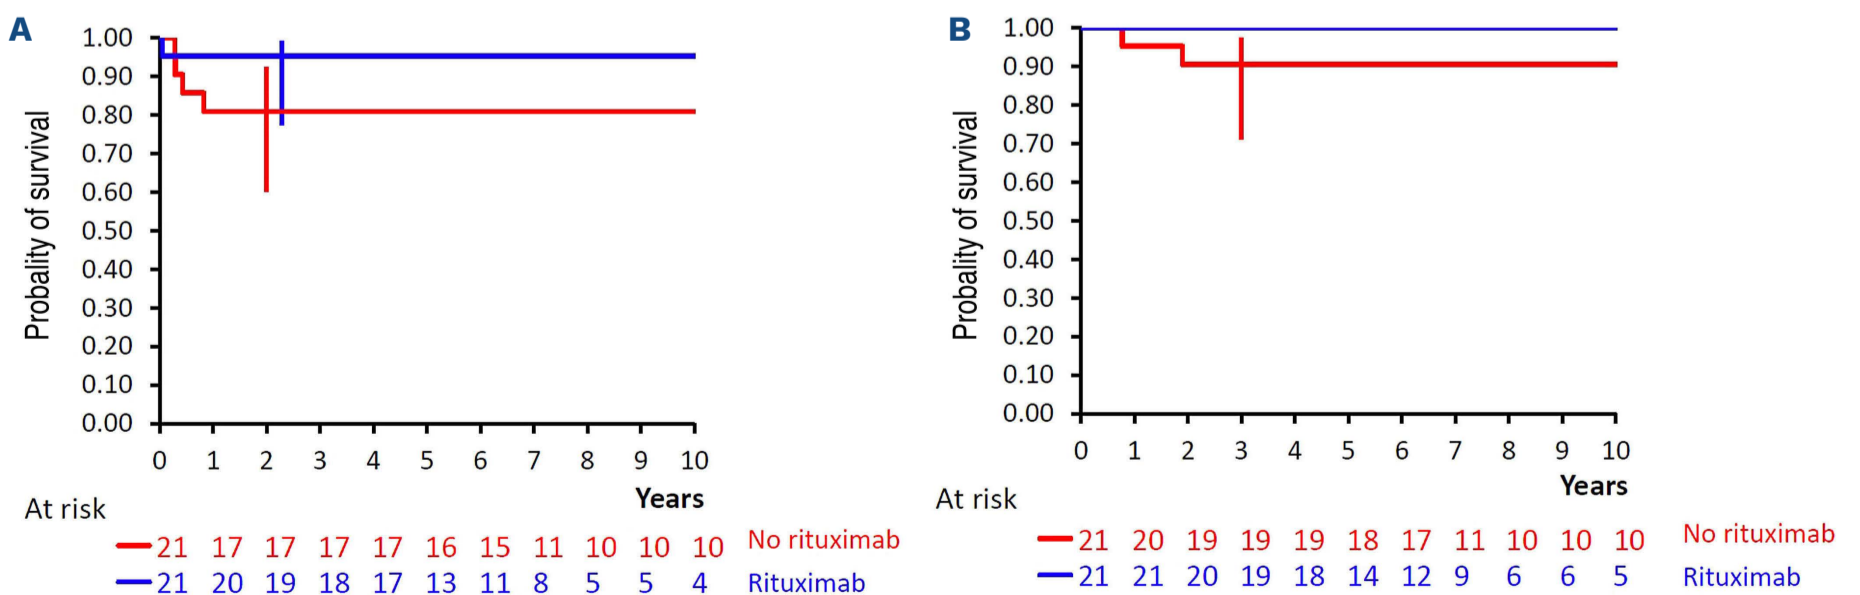 A
Probality of survival
1.00
0.90
0.80
0.70
0.60
0.50
0.40
0.30
0.20
0.10
0.00
0 1 2 3 4 5 6 7 8 9 10
Years
At risk
21 17 17 17 17 16 15 11 10 10 10 No rituximab
21 20 19 18 17 13 11 8 5 5 4 Rituximab
B
Probality of survival
1.00
0.90
0.80
0.70
0.60
0.50
0.40
0.30
0.20
0.10
0.00
0 1 2 3 4 5 6 7 8 9 10
Years
At risk
21 20 19 19 19 18 17 11 10 10 10 No rituximab
21 21 20 19 18 14 12 9 6 6 5 Rituximab